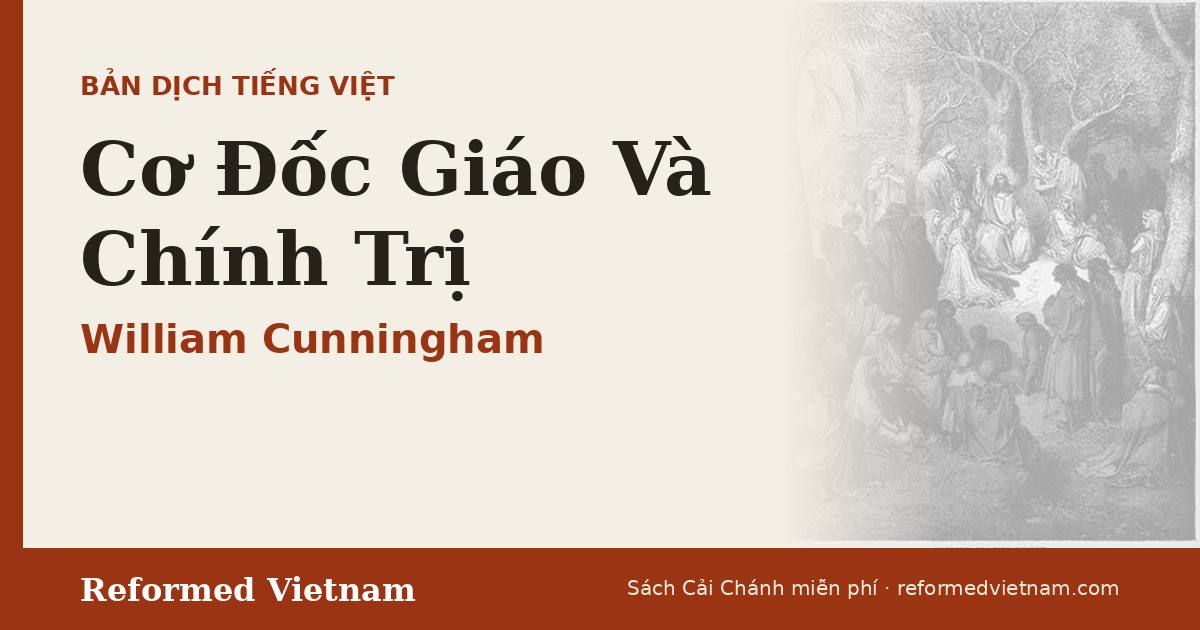 BẢN DỊCH TIẾNG VIỆT
Cơ Đốc Giáo Và
Chính Trị
William Cunningham
Reformed Vietnam
Sách Cải Chánh miễn phí · reformedvietnam.com